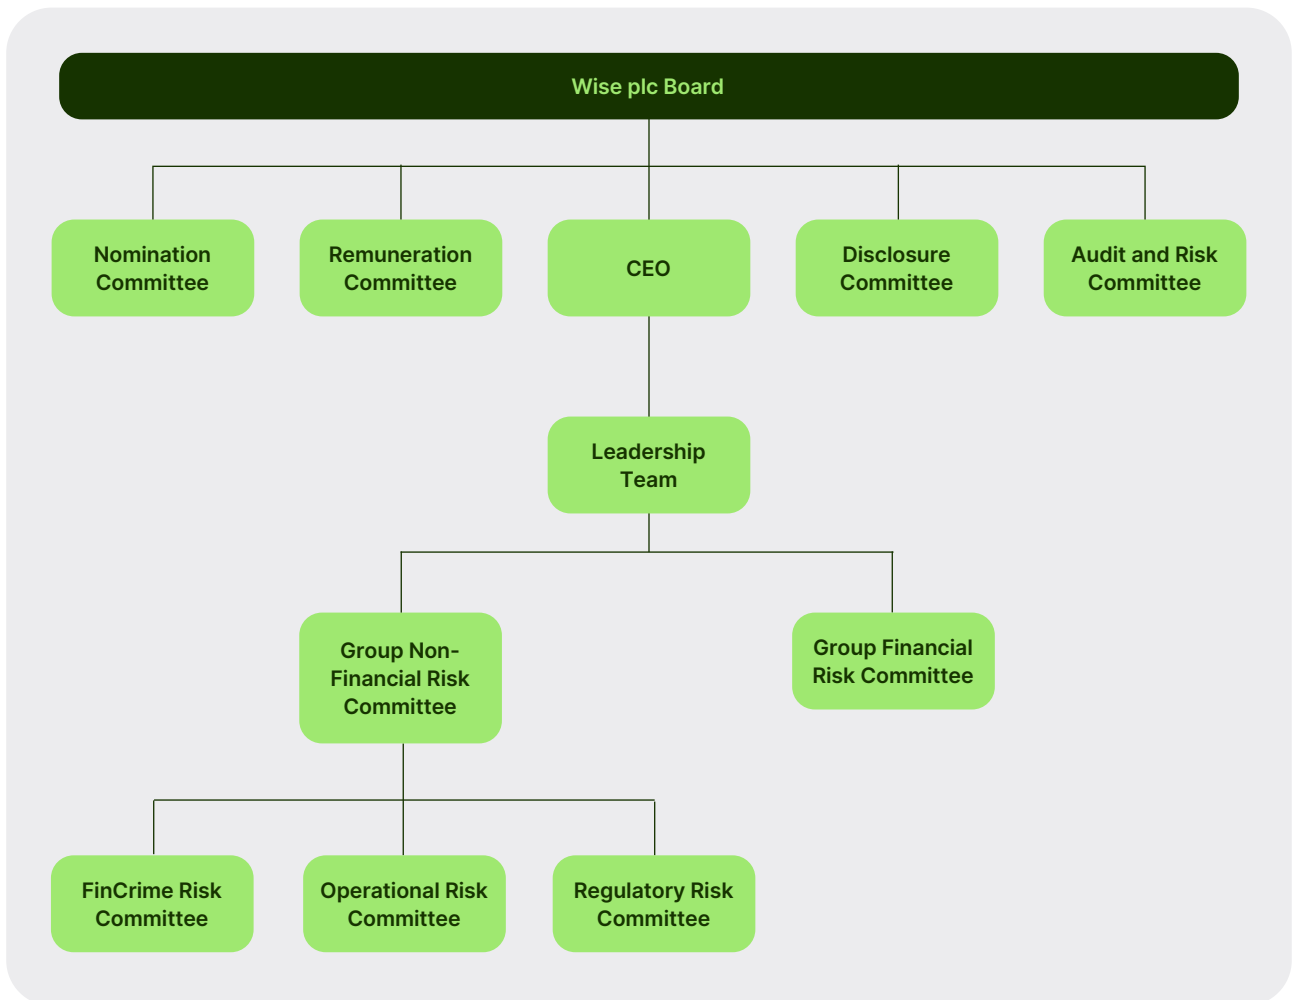 Wise plc Board
Nomination
Committee
Remuneration
Committee
CEO
Disclosure
Committee
Audit and Risk
Committee
Leadership
Team
Group Non-
Financial Risk
Committee
Group Financial
Risk Committee
FinCrime Risk
Committee
Operational Risk
Committee
Regulatory Risk
Committee